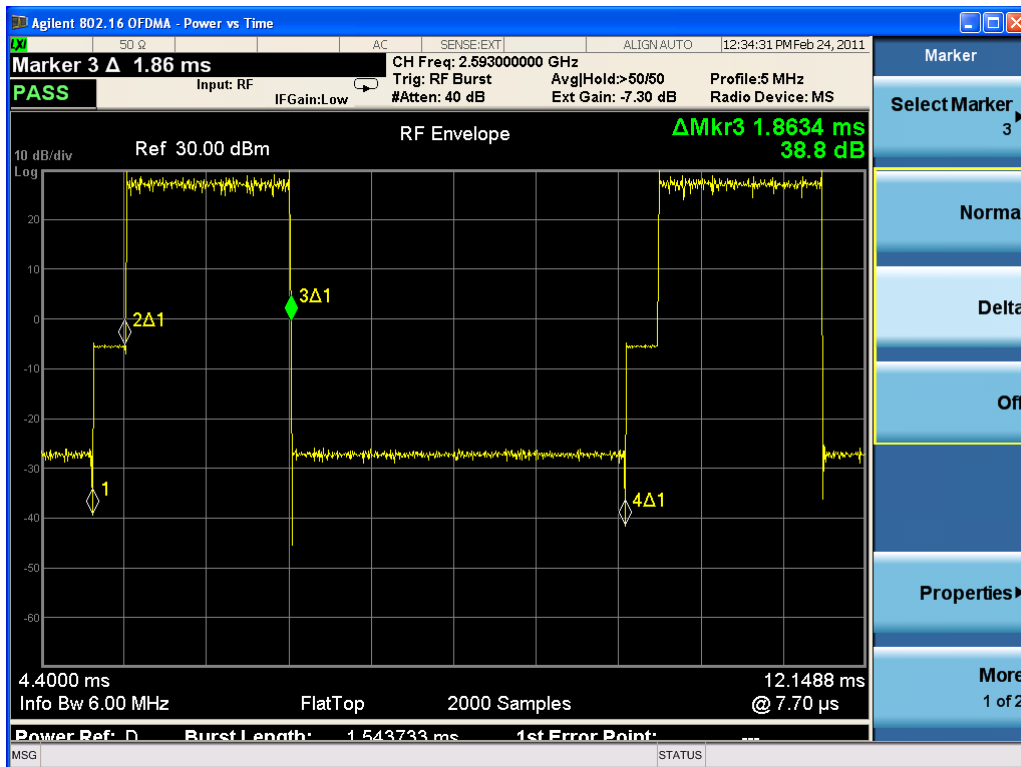 Agilent 802.16 OFDMA - Power vs Time
LXI 50 Ω AC SENSE:EXT ALIGN AUTO 12:34:31 PM Feb 24, 2011
Marker 3 Δ 1.86 ms
PASS
Input: RF
IFGain:Low
CH Freq: 2.593000000 GHz
Trig: RF Burst Avg|Hold:>50/50 Profile:5 MHz
#Atten: 40 dB Ext Gain: -7.30 dB Radio Device: MS
ΔMkr3 1.8634 ms
38.8 dB
RF Envelope
10 dB/div Ref 30.00 dBm
Log
20
10
0
-10
-20
-30
-40
-50
-60
1
2Δ1
3Δ1
4Δ1
4.4000 ms 12.1488 ms
Info Bw 6.00 MHz FlatTop 2000 Samples @ 7.70 µs
Power Ref: Burst Length: 1.543733 ms 1st Error Point: ---
MSG STATUS
Marker
Select Marker
3
Norma
Delta
Off
Properties
More
1 of 2